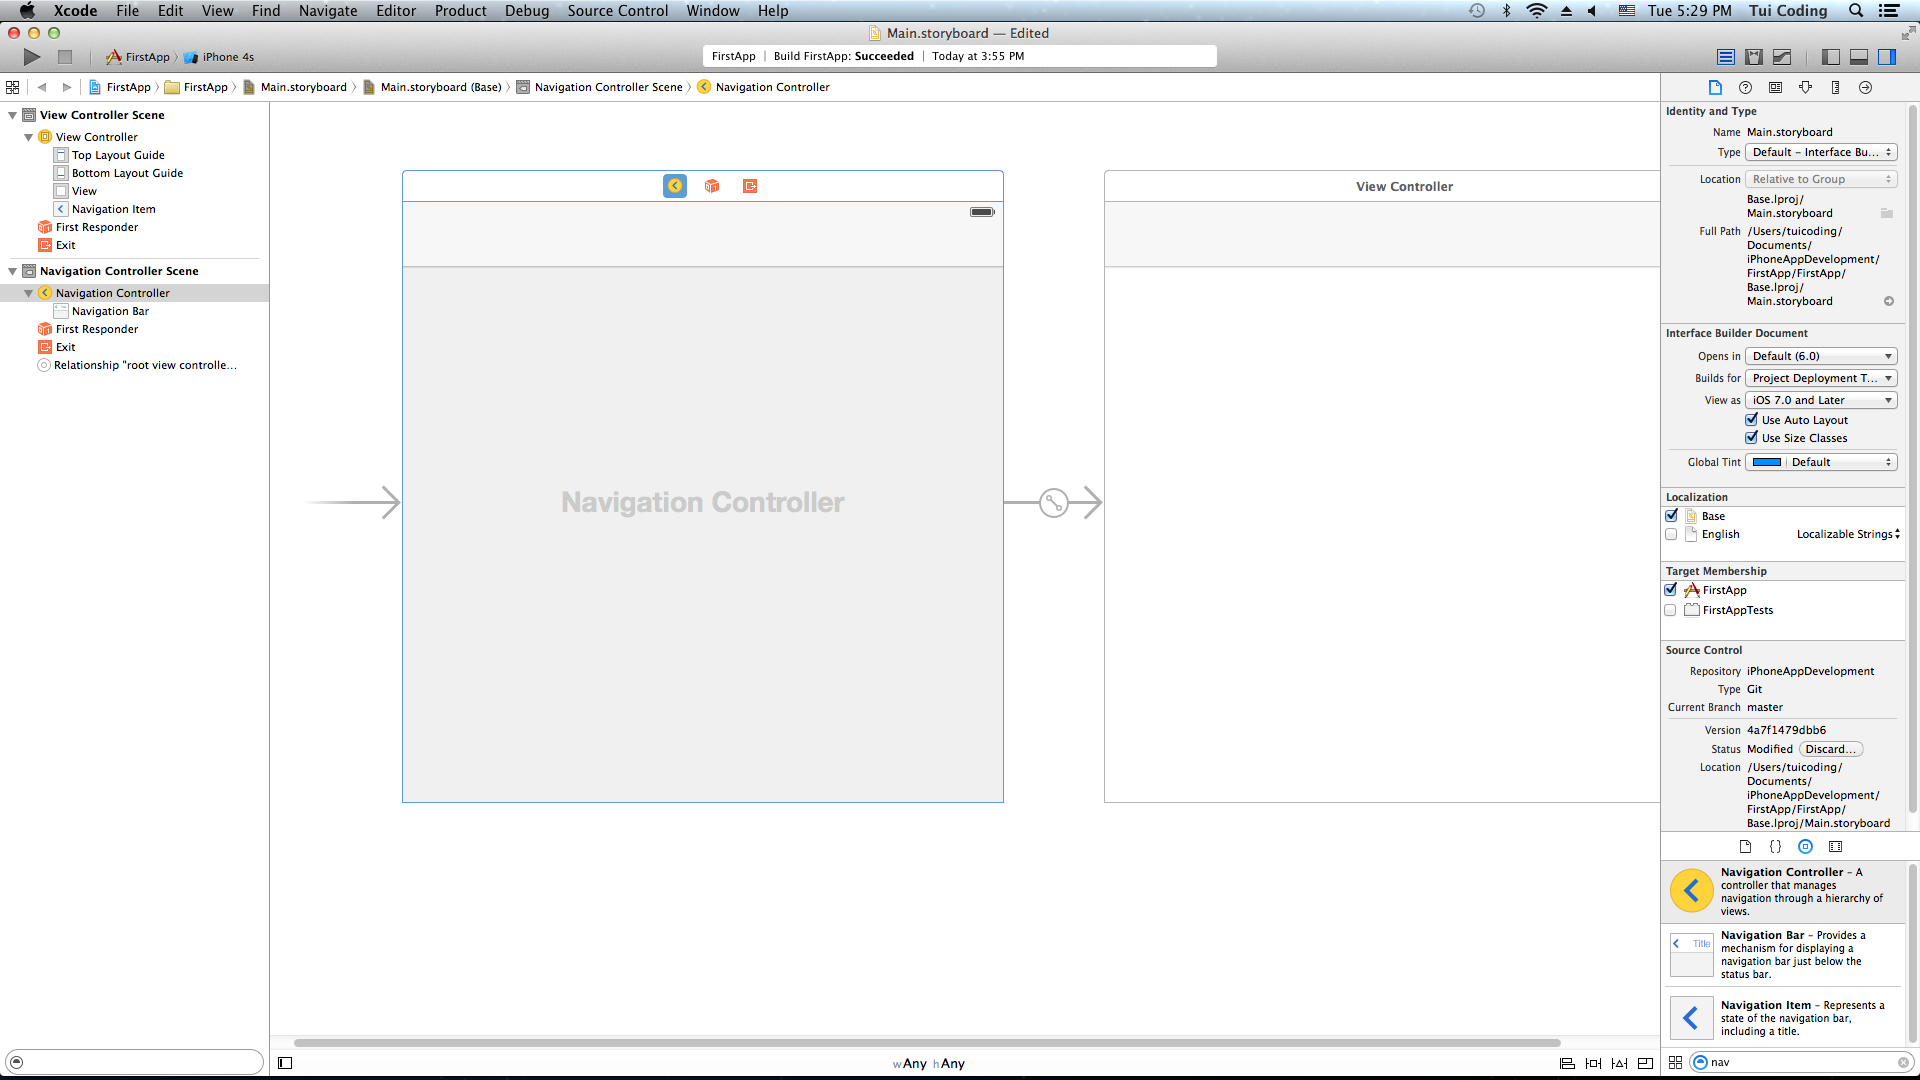 Xcode File Edit View Find Navigate Editor Product Debug Source Control Window Help
Tue 5:29 PM Tui Coding
Main.storyboard — Edited
FirstApp iPhone 4s
FirstApp | Build FirstApp: Succeeded | Today at 3:55 PM
FirstApp FirstApp Main.storyboard Main.storyboard (Base) Navigation Controller Scene Navigation Controller
View Controller Scene
View Controller
Top Layout Guide
Bottom Layout Guide
View
Navigation Item
First Responder
Exit
Navigation Controller Scene
Navigation Controller
Navigation Bar
First Responder
Exit
Relationship "root view controlle...
Navigation Controller
View Controller
wAny hAny
Identity and Type
Name Main.storyboard
Type Default – Interface Bu...
Location Relative to Group
Base.lproj/
Main.storyboard
Full Path /Users/tuicoding/
Documents/
iPhoneAppDevelopment/
FirstApp/FirstApp/
Base.lproj/
Main.storyboard
Interface Builder Document
Opens in Default (6.0)
Builds for Project Deployment T...
View as iOS 7.0 and Later
Use Auto Layout
Use Size Classes
Global Tint Default
Localization
Base
English Localizable Strings
Target Membership
FirstApp
FirstAppTests
Source Control
Repository iPhoneAppDevelopment
Type Git
Current Branch master
Version 4a7f1479dbb6
Status Modified Discard...
Location /Users/tuicoding/
Documents/
iPhoneAppDevelopment/
FirstApp/FirstApp/
Base.lproj/Main.storyboard
{}
Navigation Controller – A
controller that manages
navigation through a hierarchy of
views.
Title
Navigation Bar – Provides a
mechanism for displaying a
navigation bar just below the
status bar.
Navigation Item – Represents a
state of the navigation bar,
including a title.
nav